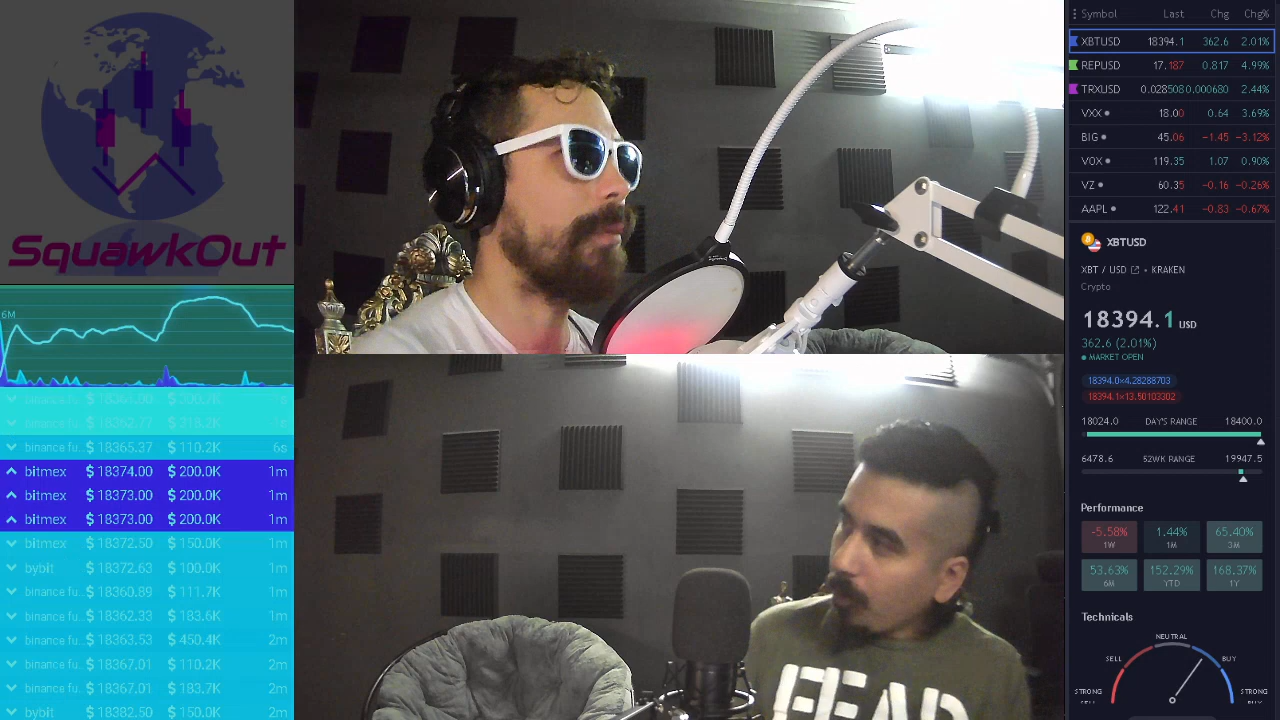 SquawkOut
6M
binance fu.. $ 18365.37 $ 110.2K 6s
bitmex $ 18374.00 $ 200.0K 1m
bitmex $ 18373.00 $ 200.0K 1m
bitmex $ 18373.00 $ 200.0K 1m
bitmex $ 18372.50 $ 150.0K 1m
bybit $ 18372.63 $ 100.0K 1m
binance fu.. $ 18360.89 $ 111.7K 1m
binance fu.. $ 18362.33 $ 183.6K 1m
binance fu.. $ 18363.53 $ 450.4K 2m
binance fu.. $ 18367.01 $ 110.2K 2m
binance fu.. $ 18367.01 $ 183.7K 2m
bybit $ 18382.50 $ 150.0K 2m
FEAR
Symbol Last Chg Chg%
XBTUSD 18394.1 362.6 2.01%
REPUSD 17.187 0.817 4.99%
TRXUSD 0.028508 0.000680 2.44%
VXX 18.00 0.64 3.69%
BIG 45.06 -1.45 -3.12%
VOX 119.35 1.07 0.90%
VZ 60.35 -0.16 -0.26%
AAPL 122.41 -0.83 -0.67%
XBTUSD
XBT / USD • KRAKEN
Crypto
18394.1 USD
362.6 (2.01%)
MARKET OPEN
18394.0×4.28288703
18394.1×13.50103302
18024.0 DAY'S RANGE 18400.0
6478.6 52WK RANGE 19947.5
Performance
-5.58% 1.44% 65.40%
1W 1M 3M
53.63% 152.29% 168.37%
6M YTD 1Y
Technicals
NEUTRAL
SELL BUY
STRONG STRONG